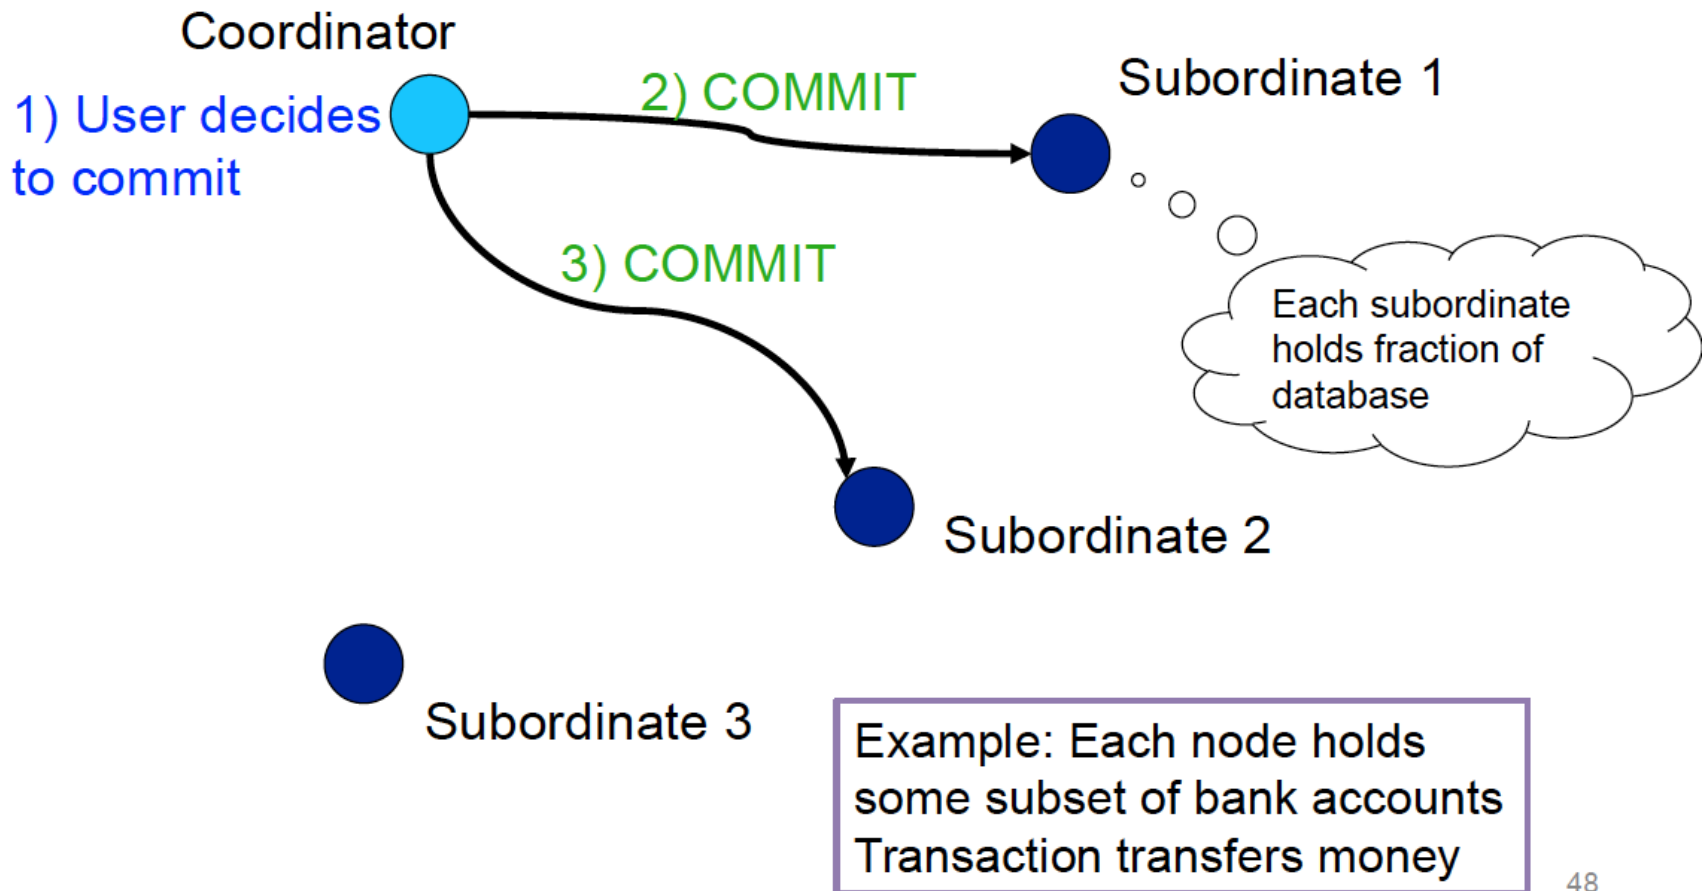 Coordinator
1) User decides
to commit
2) COMMIT
Subordinate 1
3) COMMIT
Each subordinate
holds fraction of
database
Subordinate 2
Subordinate 3
Example: Each node holds
some subset of bank accounts
Transaction transfers money
48